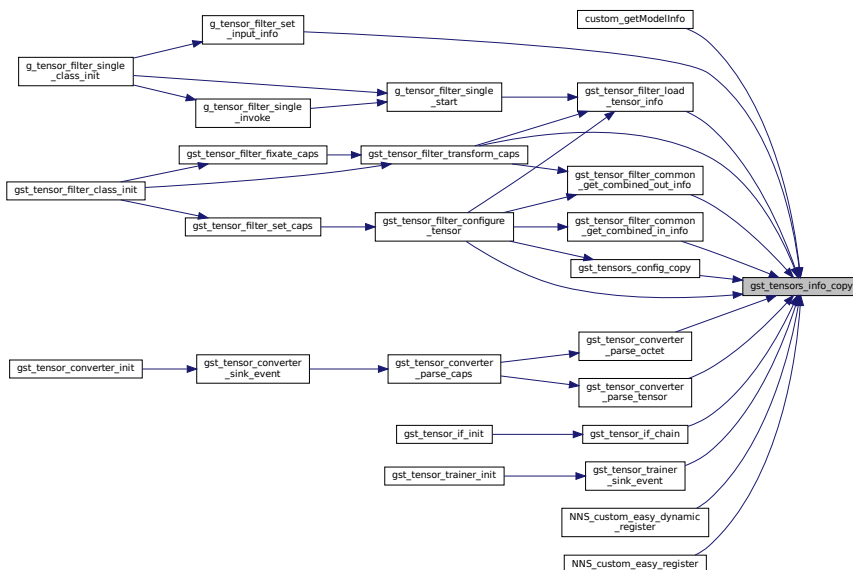 custom_getModelInfo
g_tensor_filter_set
_input_info
g_tensor_filter_single
_class_init
g_tensor_filter_single
_start
gst_tensor_filter_load
_tensor_info
g_tensor_filter_single
_invoke
gst_tensor_filter_fixate_caps
gst_tensor_filter_transform_caps
gst_tensor_filter_common
_get_combined_out_info
gst_tensor_filter_class_init
gst_tensor_filter_set_caps
gst_tensor_filter_configure
_tensor
gst_tensor_filter_common
_get_combined_in_info
gst_tensors_config_copy
gst_tensors_info_copy
gst_tensor_converter
_parse_octet
gst_tensor_converter_init
gst_tensor_converter
_sink_event
gst_tensor_converter
_parse_caps
gst_tensor_converter
_parse_tensor
gst_tensor_if_init
gst_tensor_if_chain
gst_tensor_trainer_init
gst_tensor_trainer
_sink_event
NNS_custom_easy_dynamic
_register
NNS_custom_easy_register